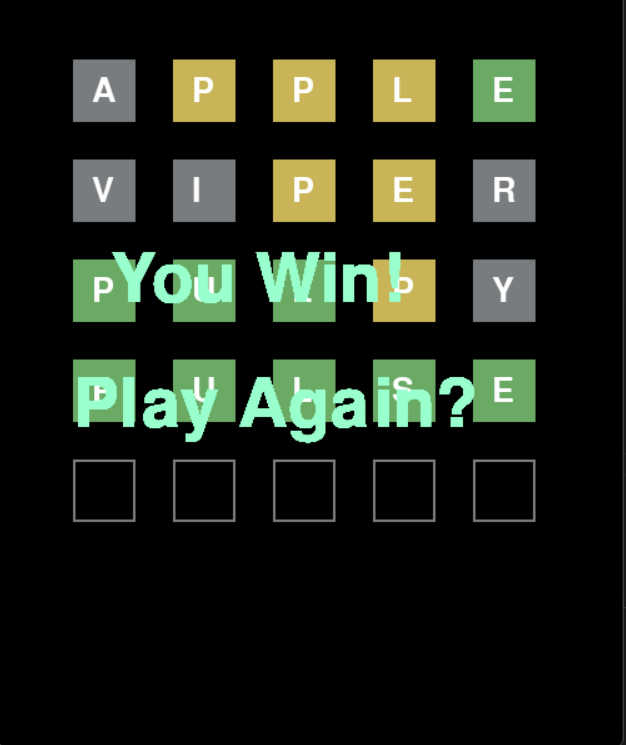 A P P L E
V I P E R
You Win!
P U L P Y
P U L S E
Play Again?